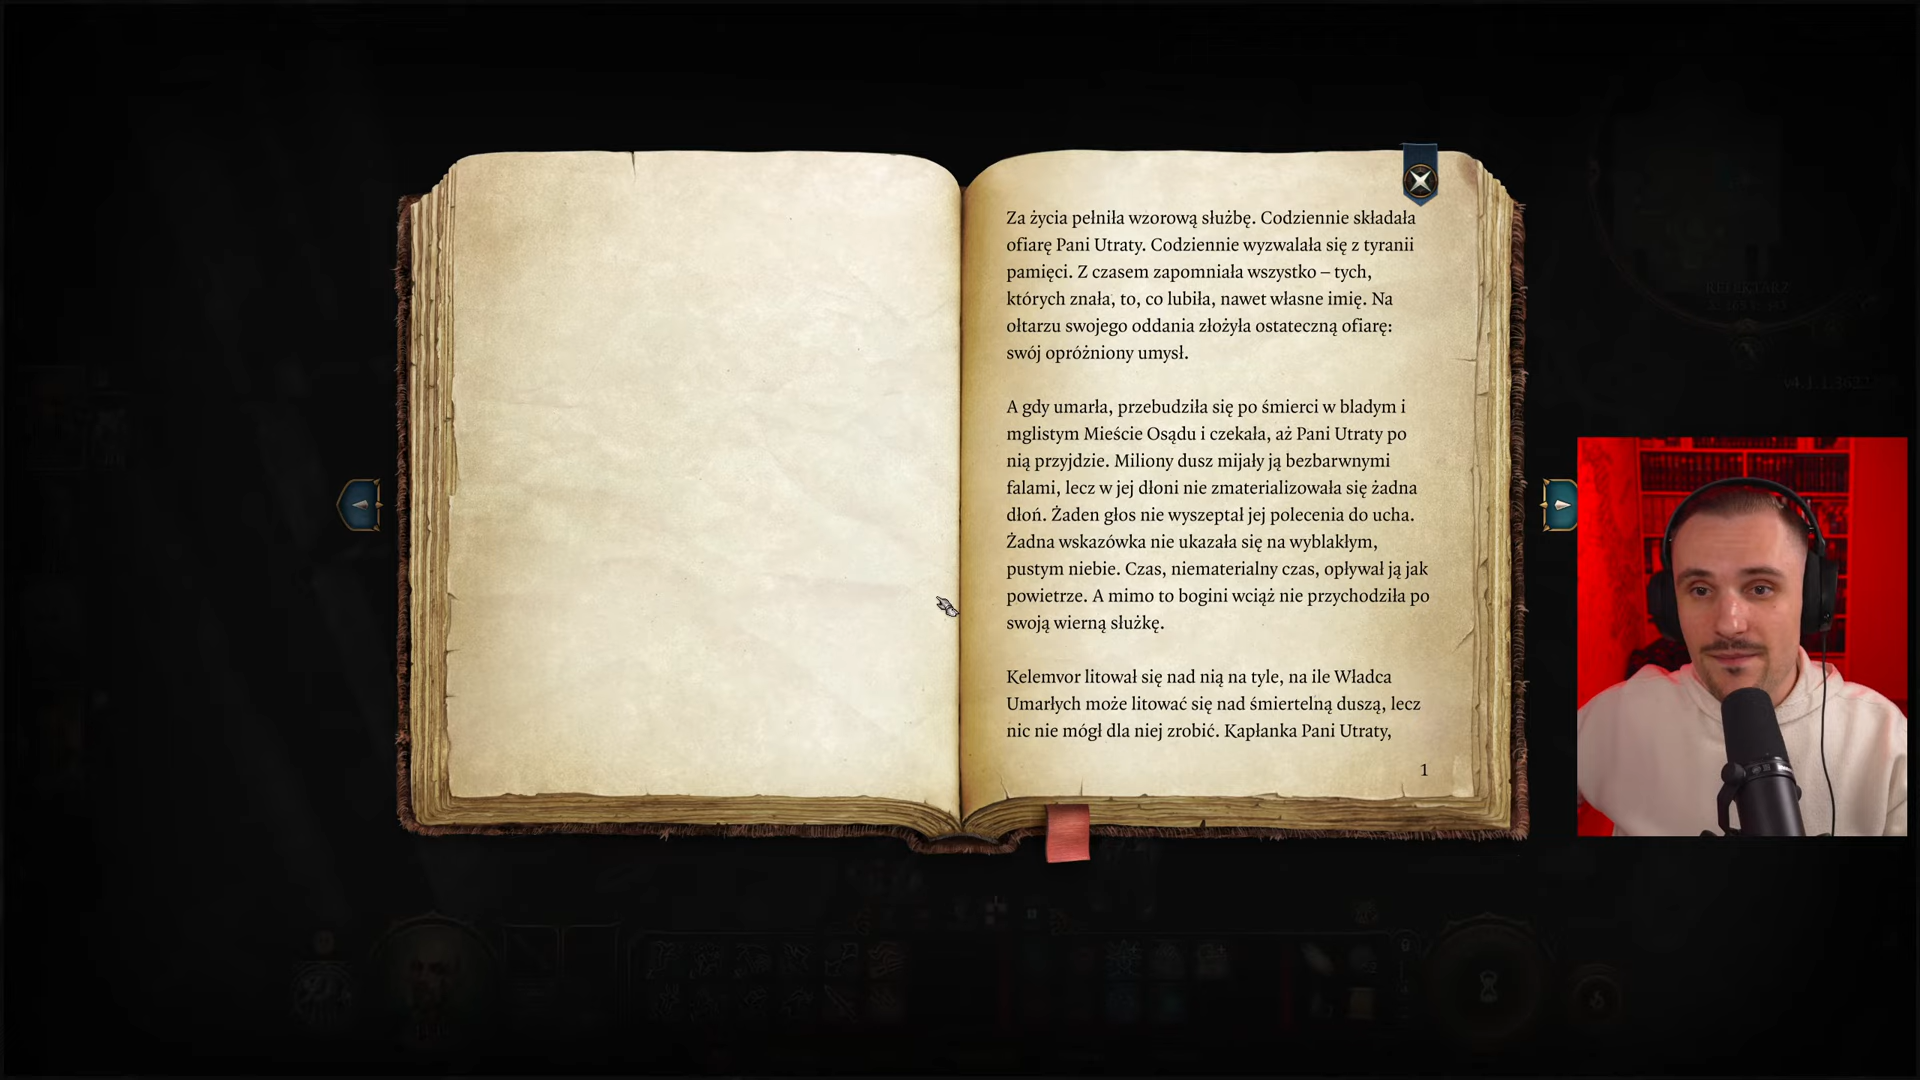 Za życia pełniła wzorową służbę. Codziennie składała
ofiarę Pani Utraty. Codziennie wyzwalała się z tyranii
pamięci. Z czasem zapomniała wszystko – tych,
których znała, to, co lubiła, nawet własne imię. Na
ołtarzu swojego oddania złożyła ostateczną ofiarę:
swój opróżniony umysł.
A gdy umarła, przebudziła się po śmierci w bladym i
mglistym Mieście Osądu i czekała, aż Pani Utraty po
nią przyjdzie. Miliony dusz mijały ją bezbarwnymi
falami, lecz w jej dłoni nie zmaterializowała się żadna
dłoń. Żaden głos nie wyszeptał jej polecenia do ucha.
Żadna wskazówka nie ukazała się na wyblakłym,
pustym niebie. Czas, niematerialny czas, opływał ją jak
powietrze. A mimo to bogini wciąż nie przychodziła po
swoją wierną służkę.
Kelemvor litował się nad nią na tyle, na ile Władca
Umarłych może litować się nad śmiertelną duszą, lecz
nic nie mógł dla niej zrobić. Kapłanka Pani Utraty,
1
REFEKTARZ